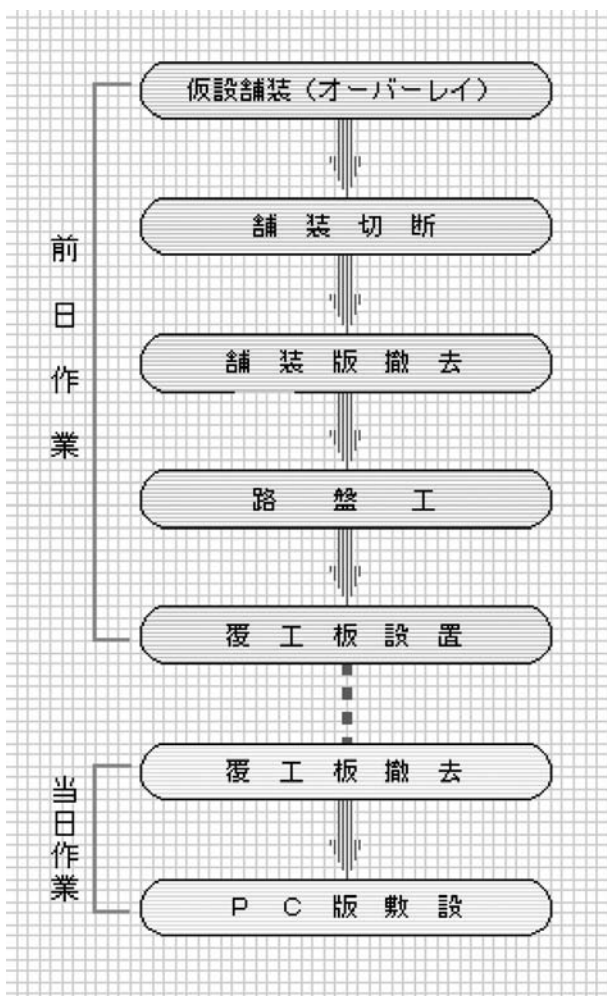 前日作業
仮設舗装（オーバーレイ）
舗装切断
舗装版撤去
路盤工
覆工板設置
当日作業
覆工板撤去
ＰＣ版敷設